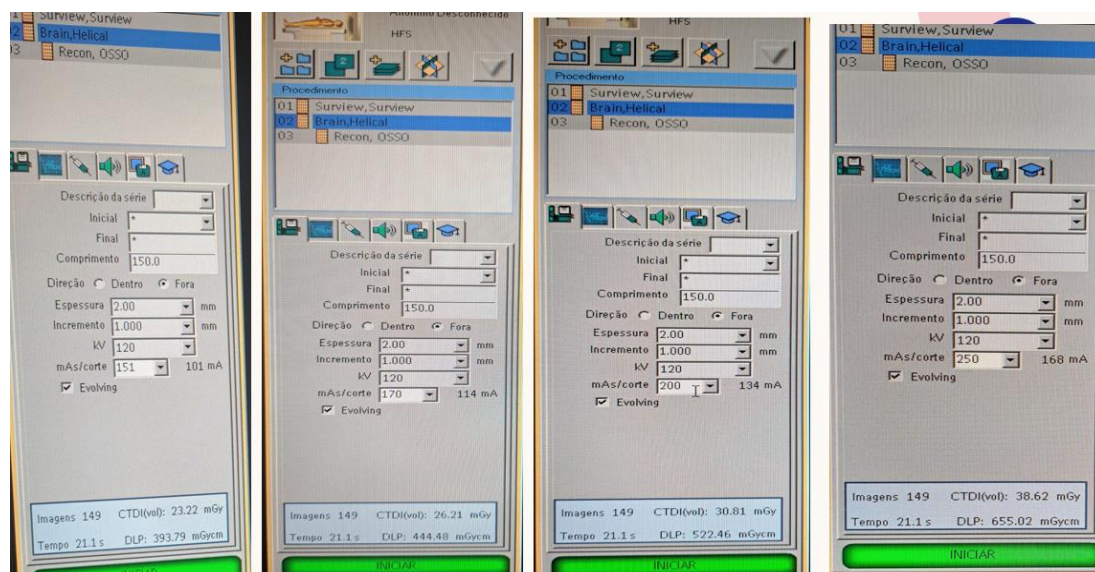 01 Surview,Surview
02 Brain,Helical
03 Recon, OSSO
Descrição da série
Inicial *
Final *
Comprimento 150.0
Direção Dentro Fora
Espessura 2.00 mm
Incremento 1.000 mm
kV 120
mAs/corte 151 101 mA
Evolving
Imagens 149 CTDI(vol): 23.22 mGy
Tempo 21.1 s DLP: 393.79 mGycm
INICIAR
Anonimo Desconhecido
HFS
2
Procedimento
01 Surview,Surview
02 Brain,Helical
03 Recon, OSSO
Descrição da série
Inicial *
Final *
Comprimento 150.0
Direção Dentro Fora
Espessura 2.00 mm
Incremento 1.000 mm
kV 120
mAs/corte 170 114 mA
Evolving
Imagens 149 CTDI(vol): 26.21 mGy
Tempo 21.1 s DLP: 444.48 mGycm
INICIAR
HFS
2
Procedimento
01 Surview,Surview
02 Brain,Helical
03 Recon, OSSO
Descrição da série
Inicial *
Final *
Comprimento 150.0
Direção Dentro Fora
Espessura 2.00 mm
Incremento 1.000 mm
kV 120
mAs/corte 200 134 mA
Evolving
Imagens 149 CTDI(vol): 30.81 mGy
Tempo 21.1 s DLP: 522.46 mGycm
INICIAR
01 Surview,Surview
02 Brain,Helical
03 Recon, OSSO
Descrição da série
Inicial *
Final *
Comprimento 150.0
Direção Dentro Fora
Espessura 2.00 mm
Incremento 1.000 mm
kV 120
mAs/corte 250 168 mA
Evolving
Imagens 149 CTDI(vol): 38.62 mGy
Tempo 21.1 s DLP: 655.02 mGycm
INICIAR